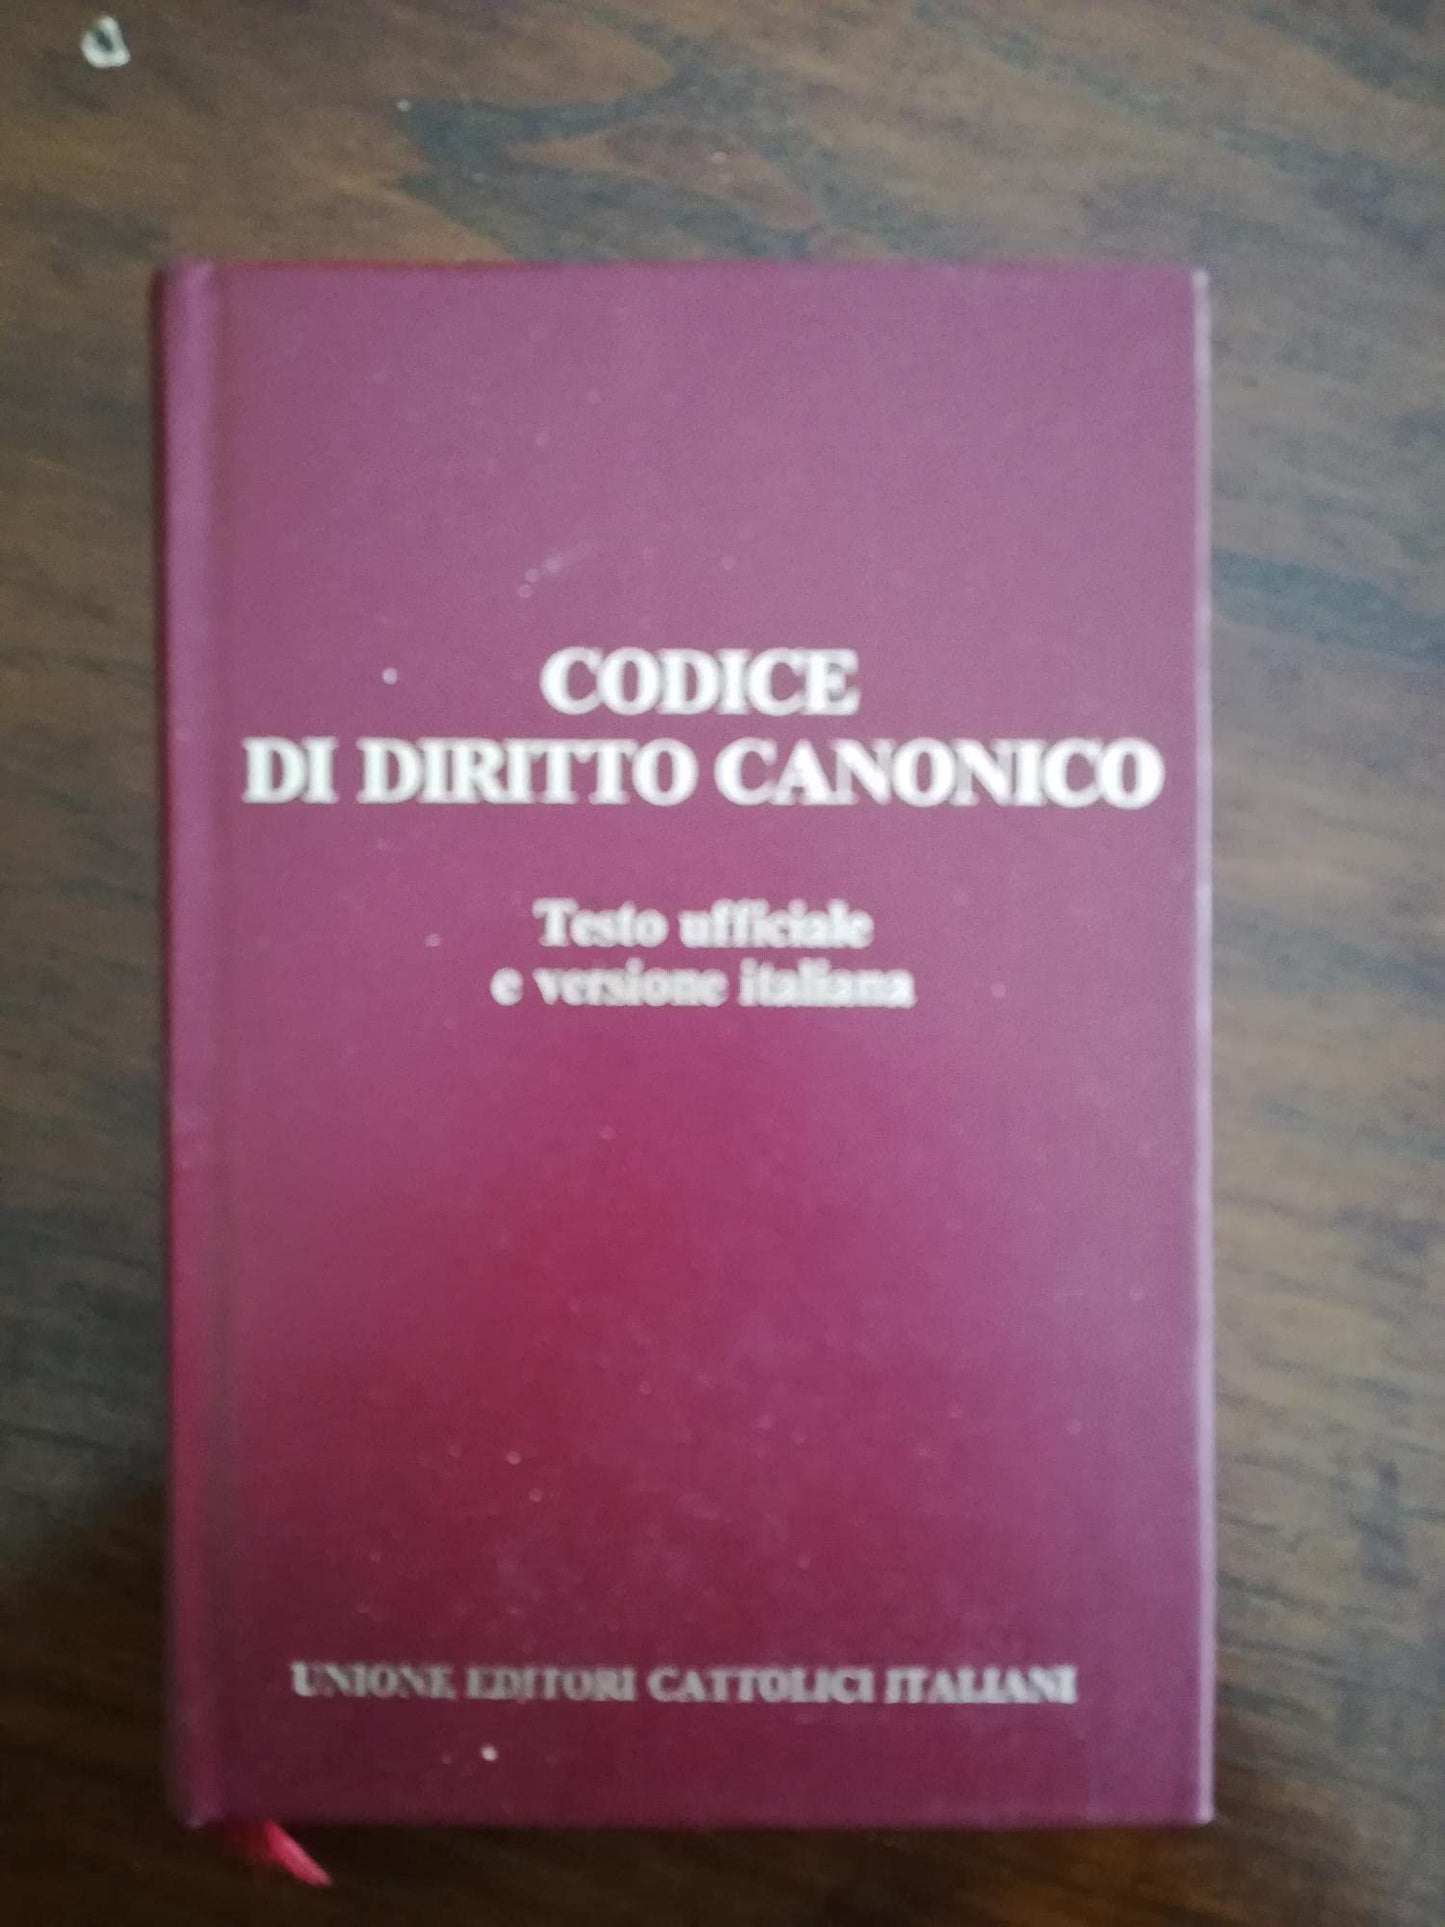 CODICE
DI DIRITTO CANONICO
Testo ufficiale
e versione italiana
UNIONE EDITORI CATTOLICI ITALIANI